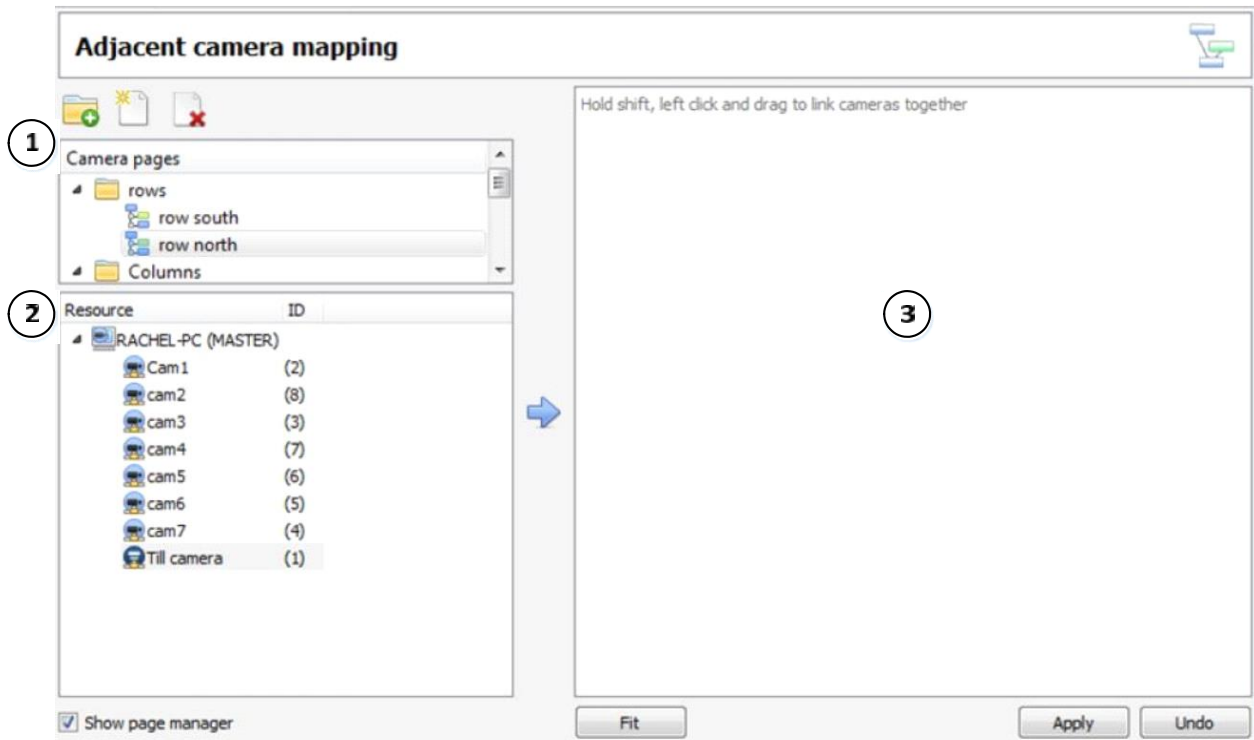 Adjacent camera mapping
Hold shift, left click and drag to link cameras together
1
Camera pages
rows
row south
row north
Columns
2
Resource ID
3
RACHEL-PC (MASTER)
Cam1 (2)
cam2 (8)
cam3 (3)
cam4 (7)
cam5 (6)
cam6 (5)
cam7 (4)
Till camera (1)
Show page manager
Fit
Apply
Undo